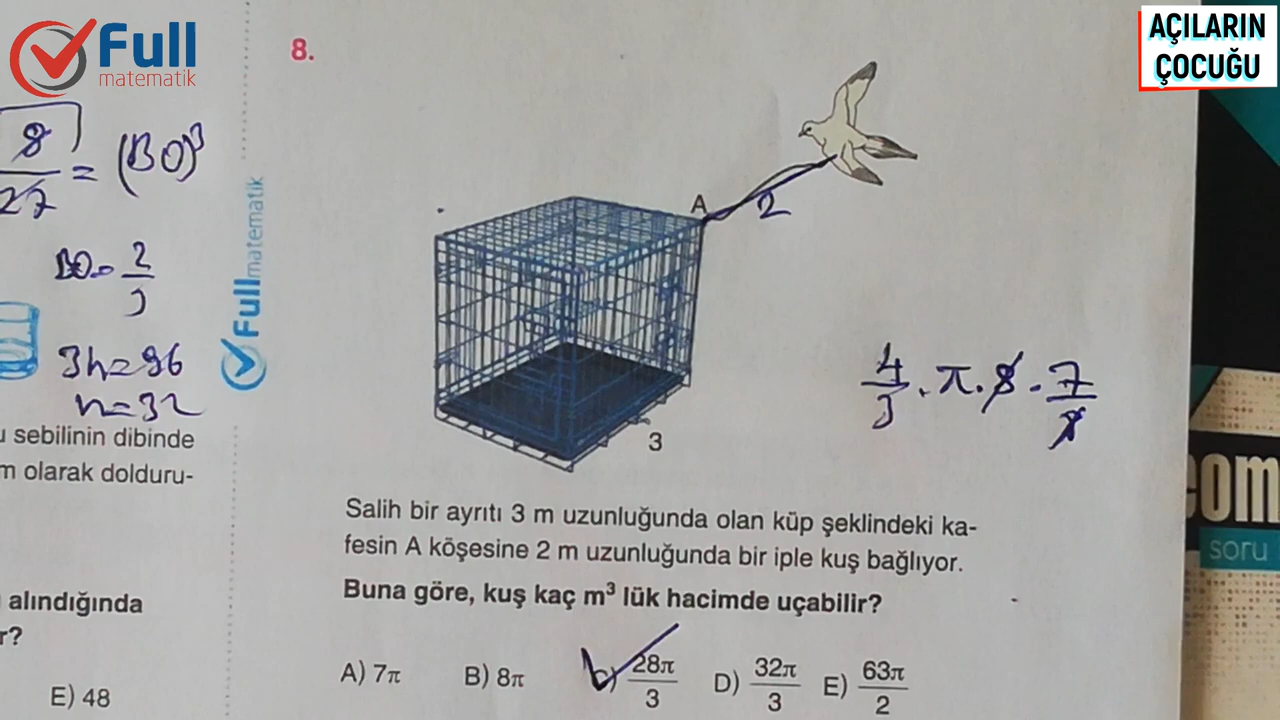 Full
matematik
AÇILARIN
ÇOCUĞU
8/27 = (BO)³
BO = 2/3
3h=96
h=32
sebilinin dibinde
m olarak dolduru-
alındığında
r?
E) 48
Full matematik
8.
A
2
3
4/3 . π . 8 . 7/8
Salih bir ayrıtı 3 m uzunluğunda olan küp şeklindeki ka-
fesin A köşesine 2 m uzunluğunda bir iple kuş bağlıyor.
Buna göre, kuş kaç m³ lük hacimde uçabilir?
A) 7π B) 8π C) 28π/3 D) 32π/3 E) 63π/2
com
soru